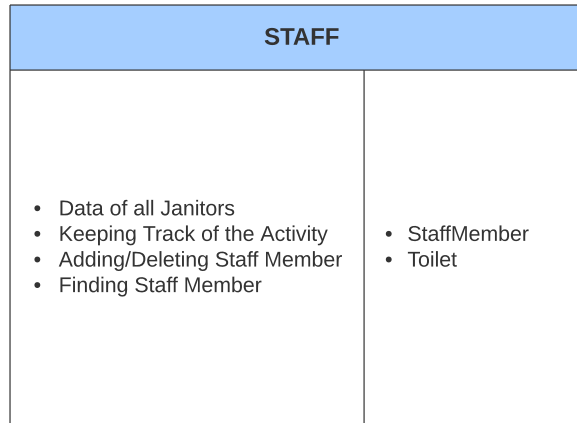 STAFF
• Data of all Janitors
• Keeping Track of the Activity
• Adding/Deleting Staff Member
• Finding Staff Member
• StaffMember
• Toilet